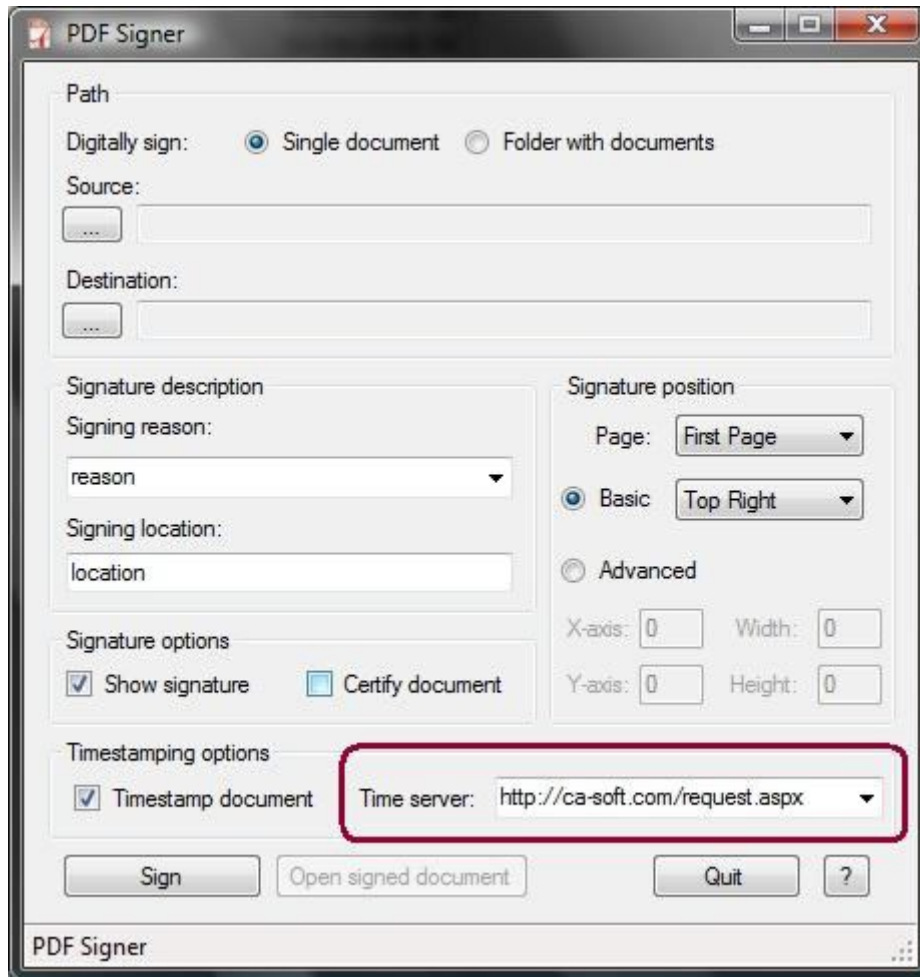 PDF Signer
Path
Digitally sign: Single document Folder with documents
Source:
...
Destination:
...
Signature description
Signing reason:
reason
Signing location:
location
Signature position
Page: First Page
Basic Top Right
Advanced
X-axis: 0 Width: 0
Y-axis: 0 Height: 0
Signature options
Show signature Certify document
Timestamping options
Timestamp document Time server: http://ca-soft.com/request.aspx
Sign Open signed document Quit ?
PDF Signer